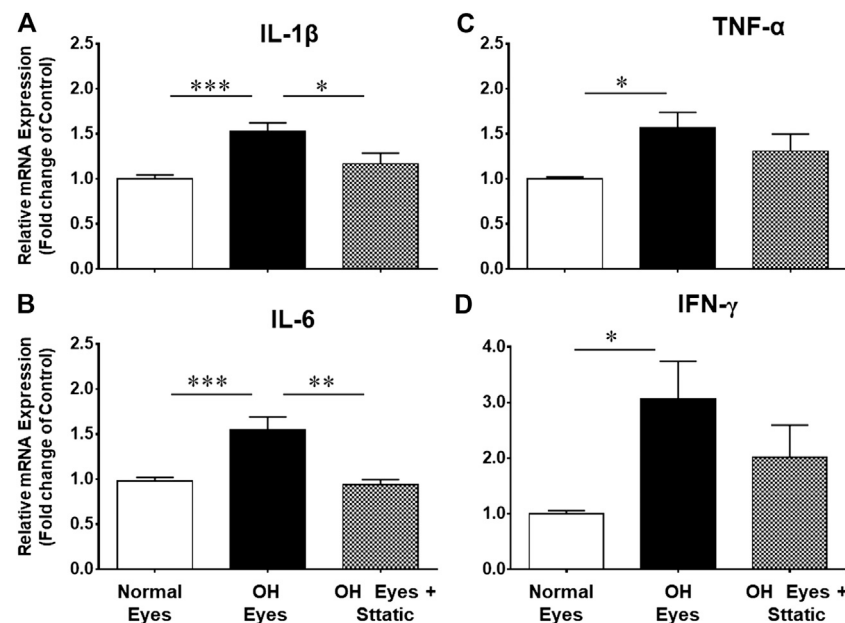 A
IL-1β
Relative mRNA Expression
(Fold change of Control)
2.5
2.0
1.5
1.0
0.5
0.0
***
*
C
TNF-α
2.5
2.0
1.5
1.0
0.5
0.0
*
B
IL-6
Relative mRNA Expression
(Fold change of Control)
2.5
2.0
1.5
1.0
0.5
0.0
***
**
Normal
Eyes
OH
Eyes
OH Eyes +
Sttatic
D
IFN-γ
4.0
3.0
2.0
1.0
0.0
*
Normal
Eyes
OH
Eyes
OH Eyes +
Sttatic